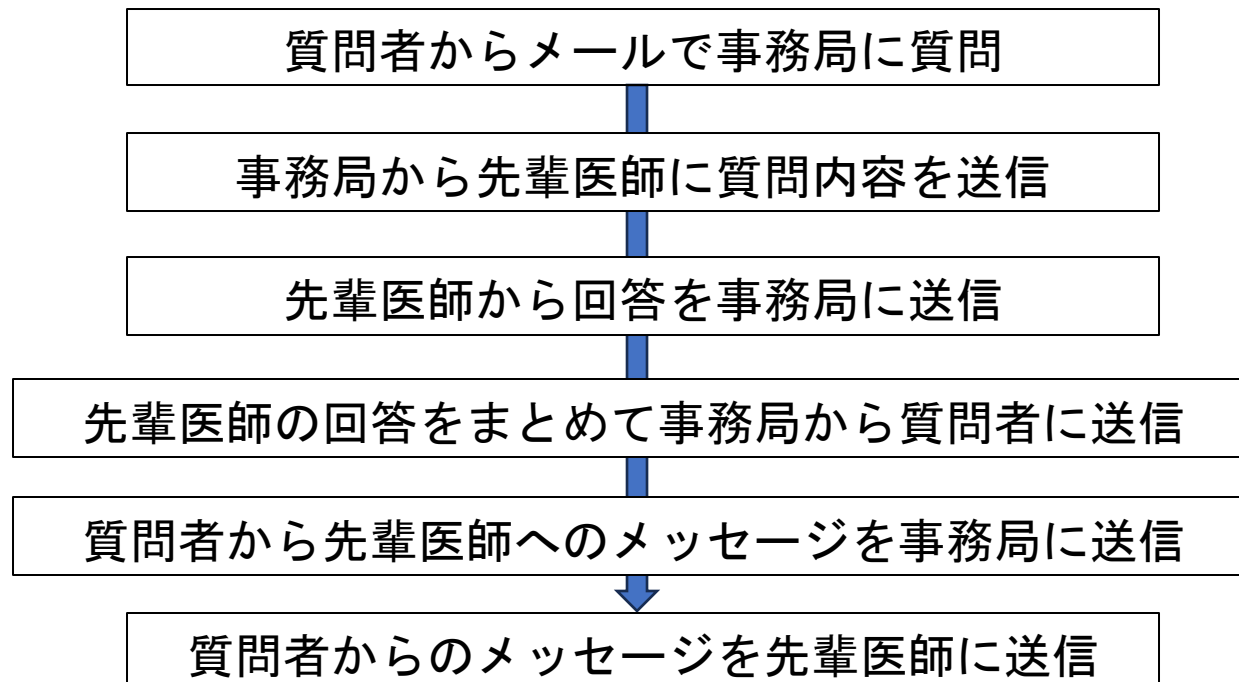 質問者からメールで事務局に質問
事務局から先輩医師に質問内容を送信
先輩医師から回答を事務局に送信
先輩医師の回答をまとめて事務局から質問者に送信
質問者から先輩医師へのメッセージを事務局に送信
質問者からのメッセージを先輩医師に送信